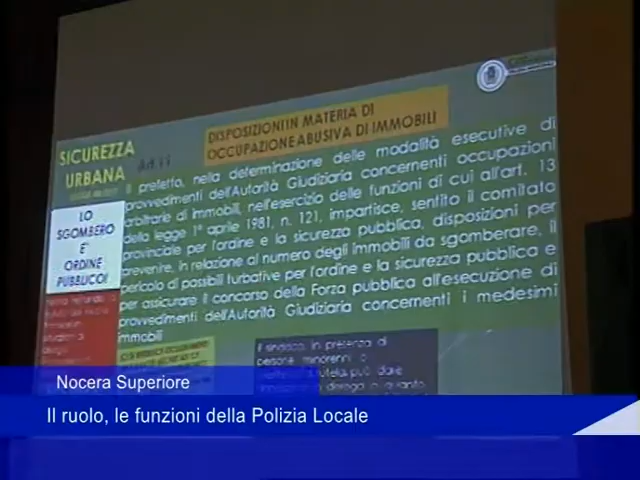 SICUREZZA
URBANA
DISPOSIZIONI IN MATERIA DI
OCCUPAZIONE ABUSIVA DI IMMOBILI
Il prefetto, nella determinazione delle modalità esecutive di
provvedimenti dell'Autorità Giudiziaria concernenti occupazioni
arbitrarie di immobili, nell'esercizio delle funzioni di cui all'art. 13
della legge 1° aprile 1981, n. 121, impartisce, sentito il comitato
provinciale per l'ordine e la sicurezza pubblica, disposizioni per
prevenire, in relazione al numero degli immobili da sgomberare, il
pericolo di possibili turbative per l'ordine e la sicurezza pubblica e
per assicurare il concorso della Forza pubblica all'esecuzione di
provvedimenti dell'Autorità Giudiziaria concernenti i medesimi
immobili
LO
SGOMBERO
E'
ORDINE
PUBBLICO!
Il sindaco, in presenza di
persone minorenni o
può dare
deroga a quanto
Nocera Superiore
Il ruolo, le funzioni della Polizia Locale